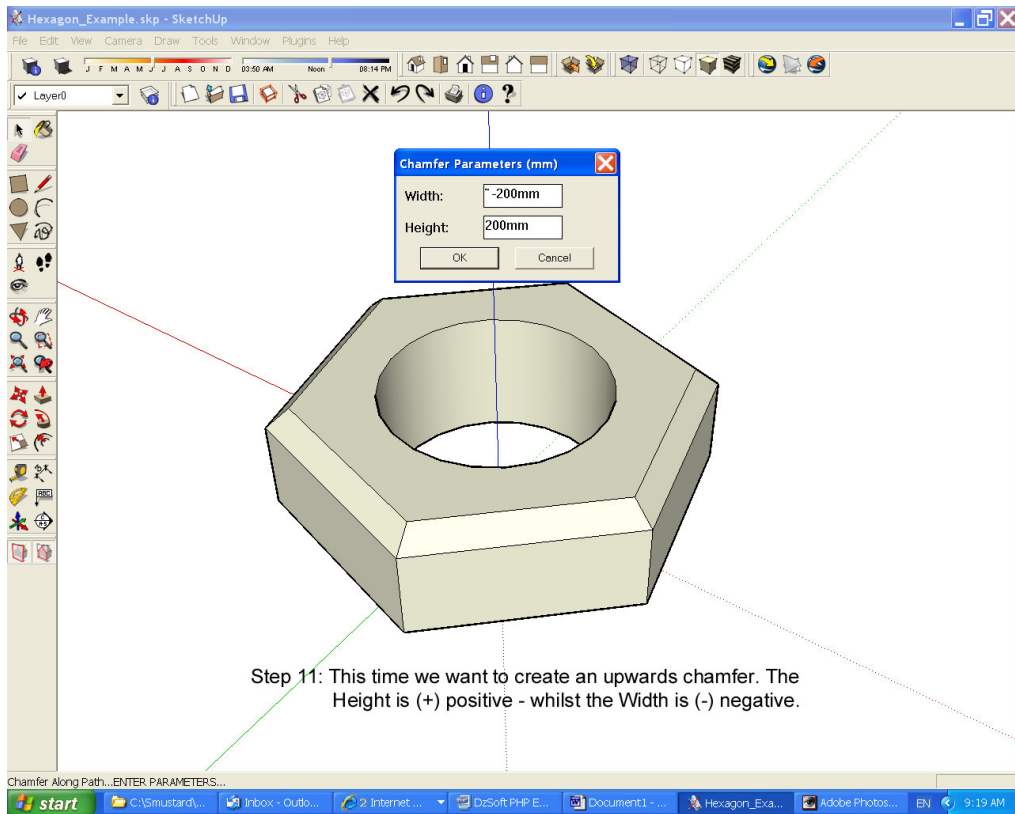 Hexagon_Example.skp - SketchUp
File Edit View Camera Draw Tools Window Plugins Help
J F M A M J J A S O N D 03:50 AM Noon 08:14 PM
Layer0
Chamfer Parameters (mm)
Width: ~ -200mm
Height: 200mm
OK Cancel
ABC
Step 11: This time we want to create an upwards chamfer. The
Height is (+) positive - whilst the Width is (-) negative.
Chamfer Along Path...ENTER PARAMETERS...
start C:\Smustard\... Inbox - Outlo... 2 Internet ... DzSoft PHP E... Document1 - ... Hexagon_Exa... Adobe Photos... EN 9:19 AM